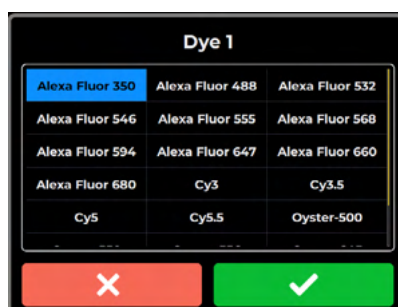 Dye 1
Alexa Fluor 350 Alexa Fluor 488 Alexa Fluor 532
Alexa Fluor 546 Alexa Fluor 555 Alexa Fluor 568
Alexa Fluor 594 Alexa Fluor 647 Alexa Fluor 660
Alexa Fluor 680 Cy3 Cy3.5
Cy5 Cy5.5 Oyster-500